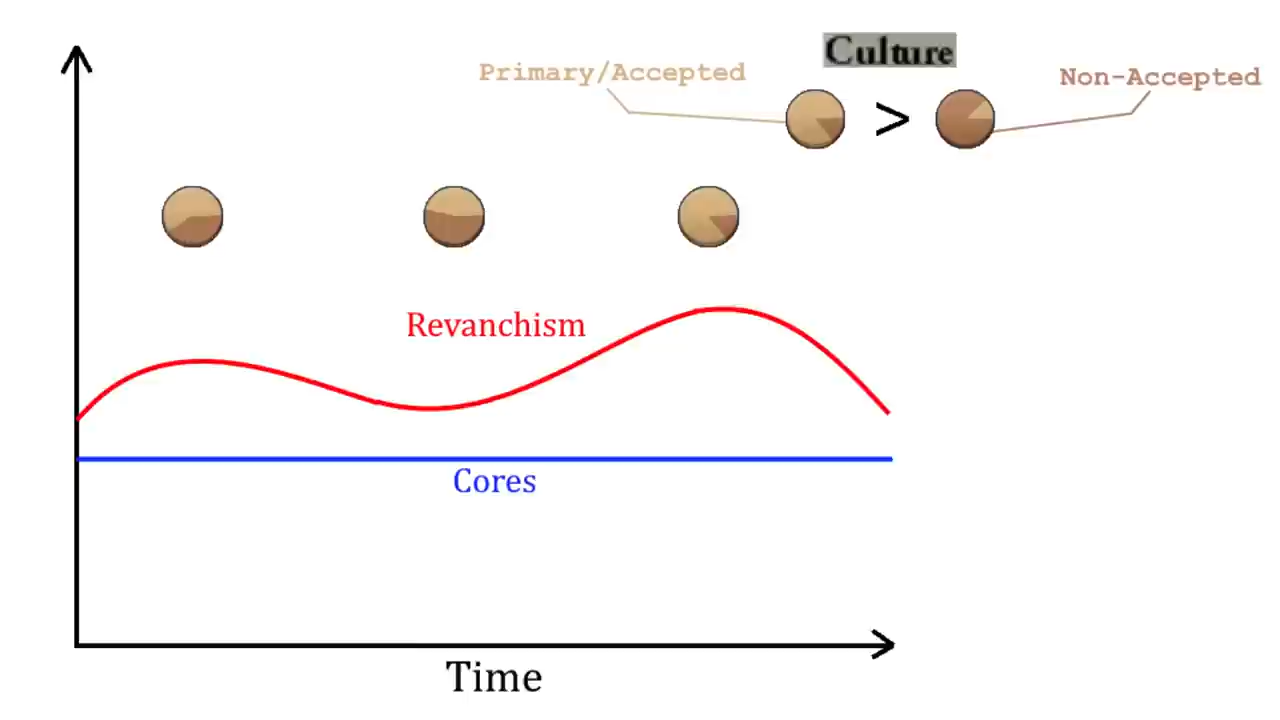 Culture
Primary/Accepted
Non-Accepted
>
Revanchism
Cores
Time